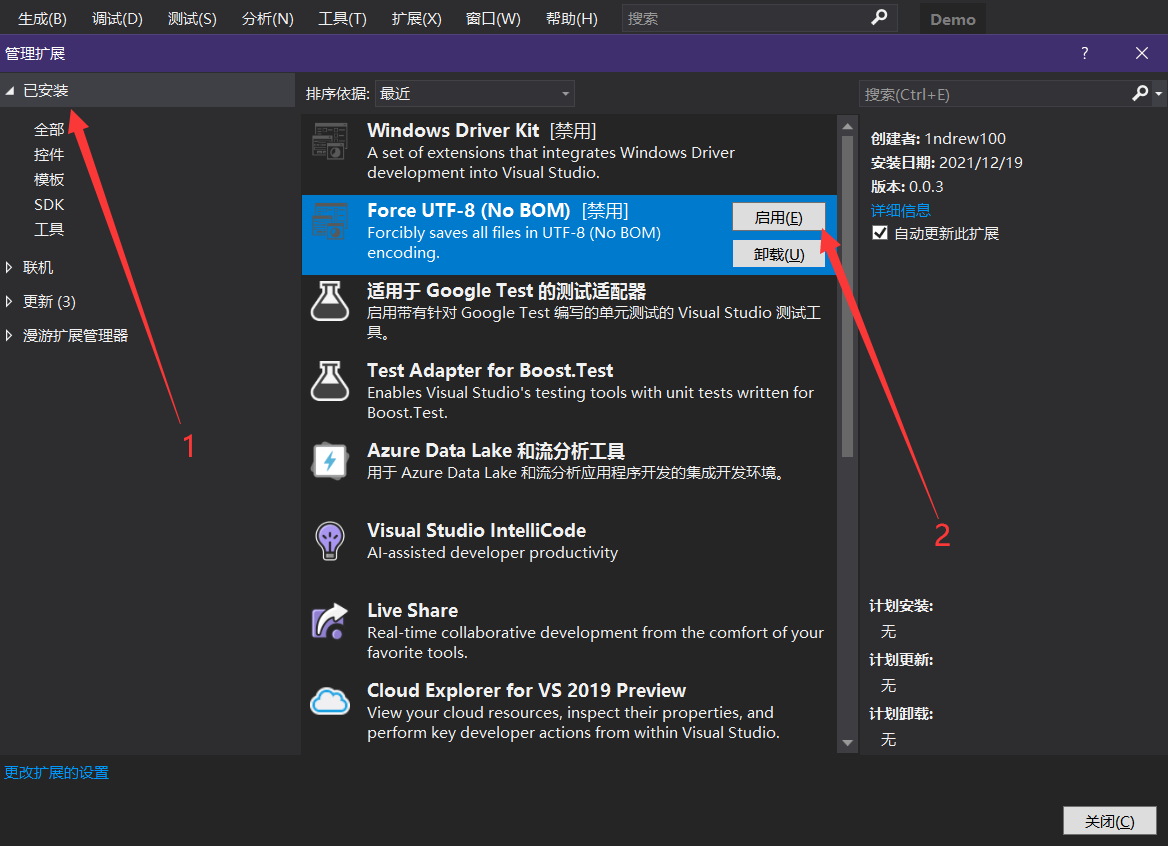 生成(B) 调试(D) 测试(S) 分析(N) 工具(T) 扩展(X) 窗口(W) 帮助(H) 搜索 Demo
管理扩展 ?
已安装
全部
控件
模板
SDK
工具
联机
更新 (3)
漫游扩展管理器
1
排序依据: 最近
Windows Driver Kit [禁用]
A set of extensions that integrates Windows Driver
development into Visual Studio.
Force UTF-8 (No BOM) [禁用]
Forcibly saves all files in UTF-8 (No BOM)
encoding.
启用(E)
卸载(U)
适用于 Google Test 的测试适配器
启用带有针对 Google Test 编写的单元测试的 Visual Studio 测试工
具。
Test Adapter for Boost.Test
Enables Visual Studio's testing tools with unit tests written for
Boost.Test.
Azure Data Lake 和流分析工具
用于 Azure Data Lake 和流分析应用程序开发的集成开发环境。
Visual Studio IntelliCode
AI-assisted developer productivity
Live Share
Real-time collaborative development from the comfort of your
favorite tools.
Cloud Explorer for VS 2019 Preview
View your cloud resources, inspect their properties, and
perform key developer actions from within Visual Studio.
搜索(Ctrl+E)
创建者: 1ndrew100
安装日期: 2021/12/19
版本: 0.0.3
详细信息
自动更新此扩展
2
计划安装:
无
计划更新:
无
计划卸载:
无
更改扩展的设置
关闭(C)